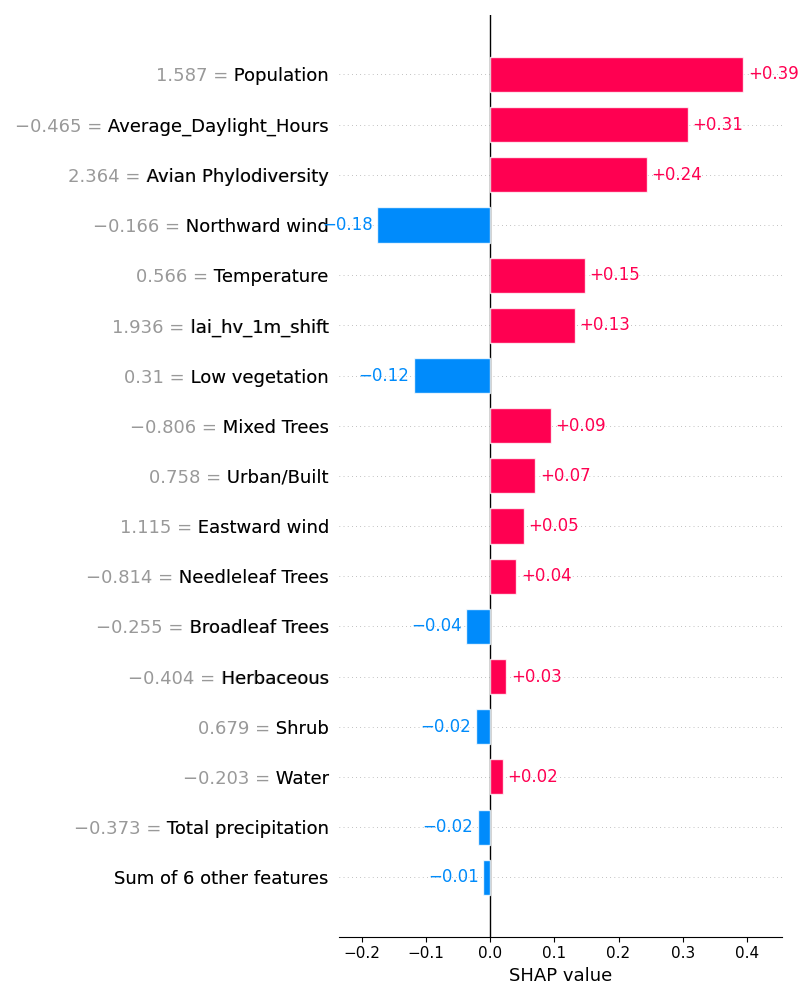 1.587 = Population +0.39
−0.465 = Average_Daylight_Hours +0.31
2.364 = Avian Phylodiversity +0.24
−0.166 = Northward wind −0.18
0.566 = Temperature +0.15
1.936 = lai_hv_1m_shift +0.13
0.31 = Low vegetation −0.12
−0.806 = Mixed Trees +0.09
0.758 = Urban/Built +0.07
1.115 = Eastward wind +0.05
−0.814 = Needleleaf Trees +0.04
−0.255 = Broadleaf Trees −0.04
−0.404 = Herbaceous +0.03
0.679 = Shrub −0.02
−0.203 = Water +0.02
−0.373 = Total precipitation −0.02
Sum of 6 other features −0.01
−0.2 −0.1 0.0 0.1 0.2 0.3 0.4
SHAP value